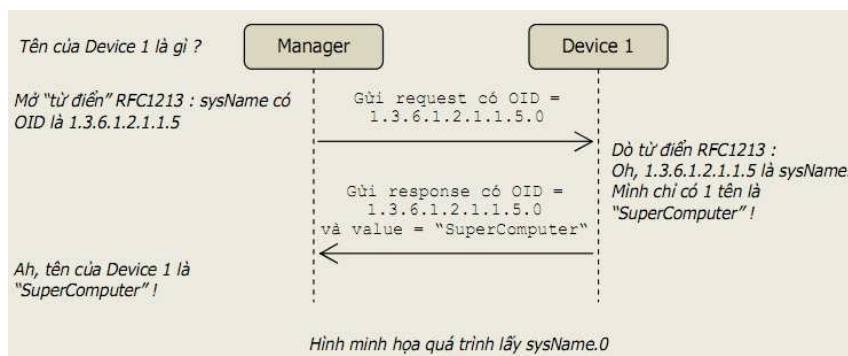 Tên của Device 1 là gì ?
Manager
Device 1
Mở “từ điển” RFC1213 : sysName có
OID là 1.3.6.1.2.1.1.5
Gửi request có OID =
1.3.6.1.2.1.1.5.0
Dò từ điển RFC1213 :
Oh, 1.3.6.1.2.1.1.5 là sysName
Mình chỉ có 1 tên là
“SuperComputer” !
Gửi response có OID =
1.3.6.1.2.1.1.5.0
và value = “SuperComputer“
Ah, tên của Device 1 là
“SuperComputer” !
Hình minh họa quá trình lấy sysName.0